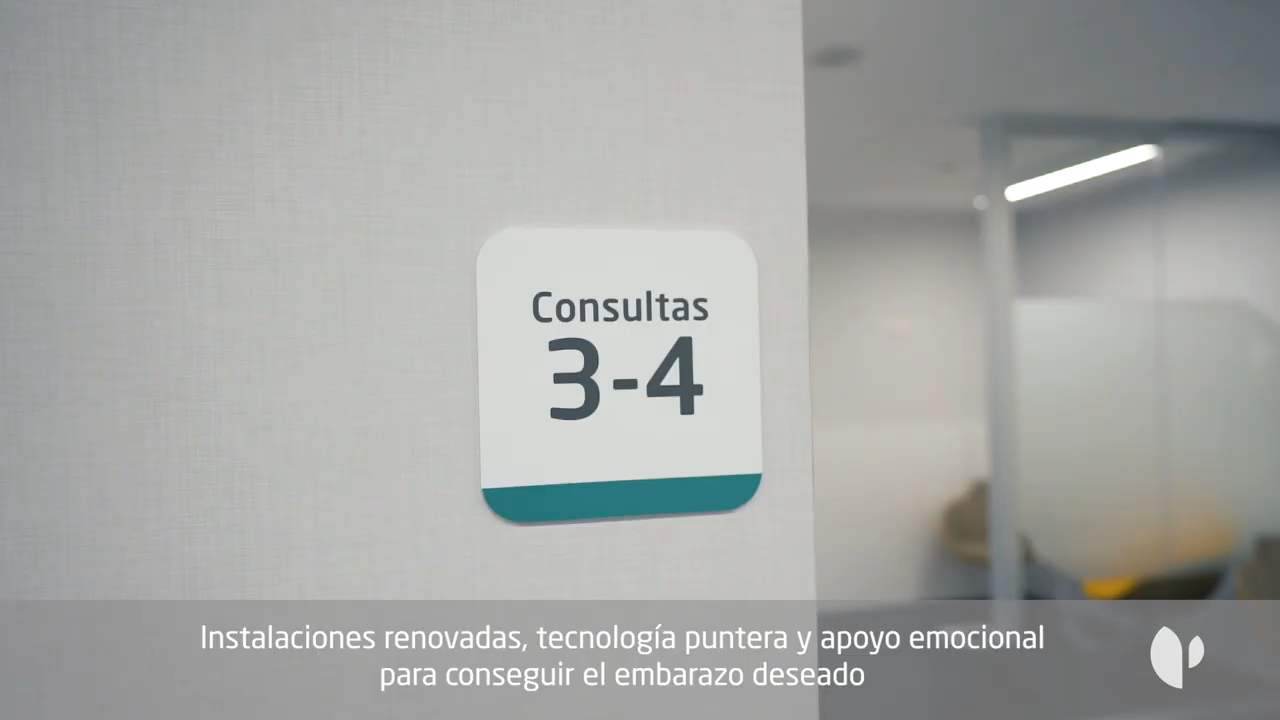 Consultas
3-4
Instalaciones renovadas, tecnología puntera y apoyo emocional
para conseguir el embarazo deseado